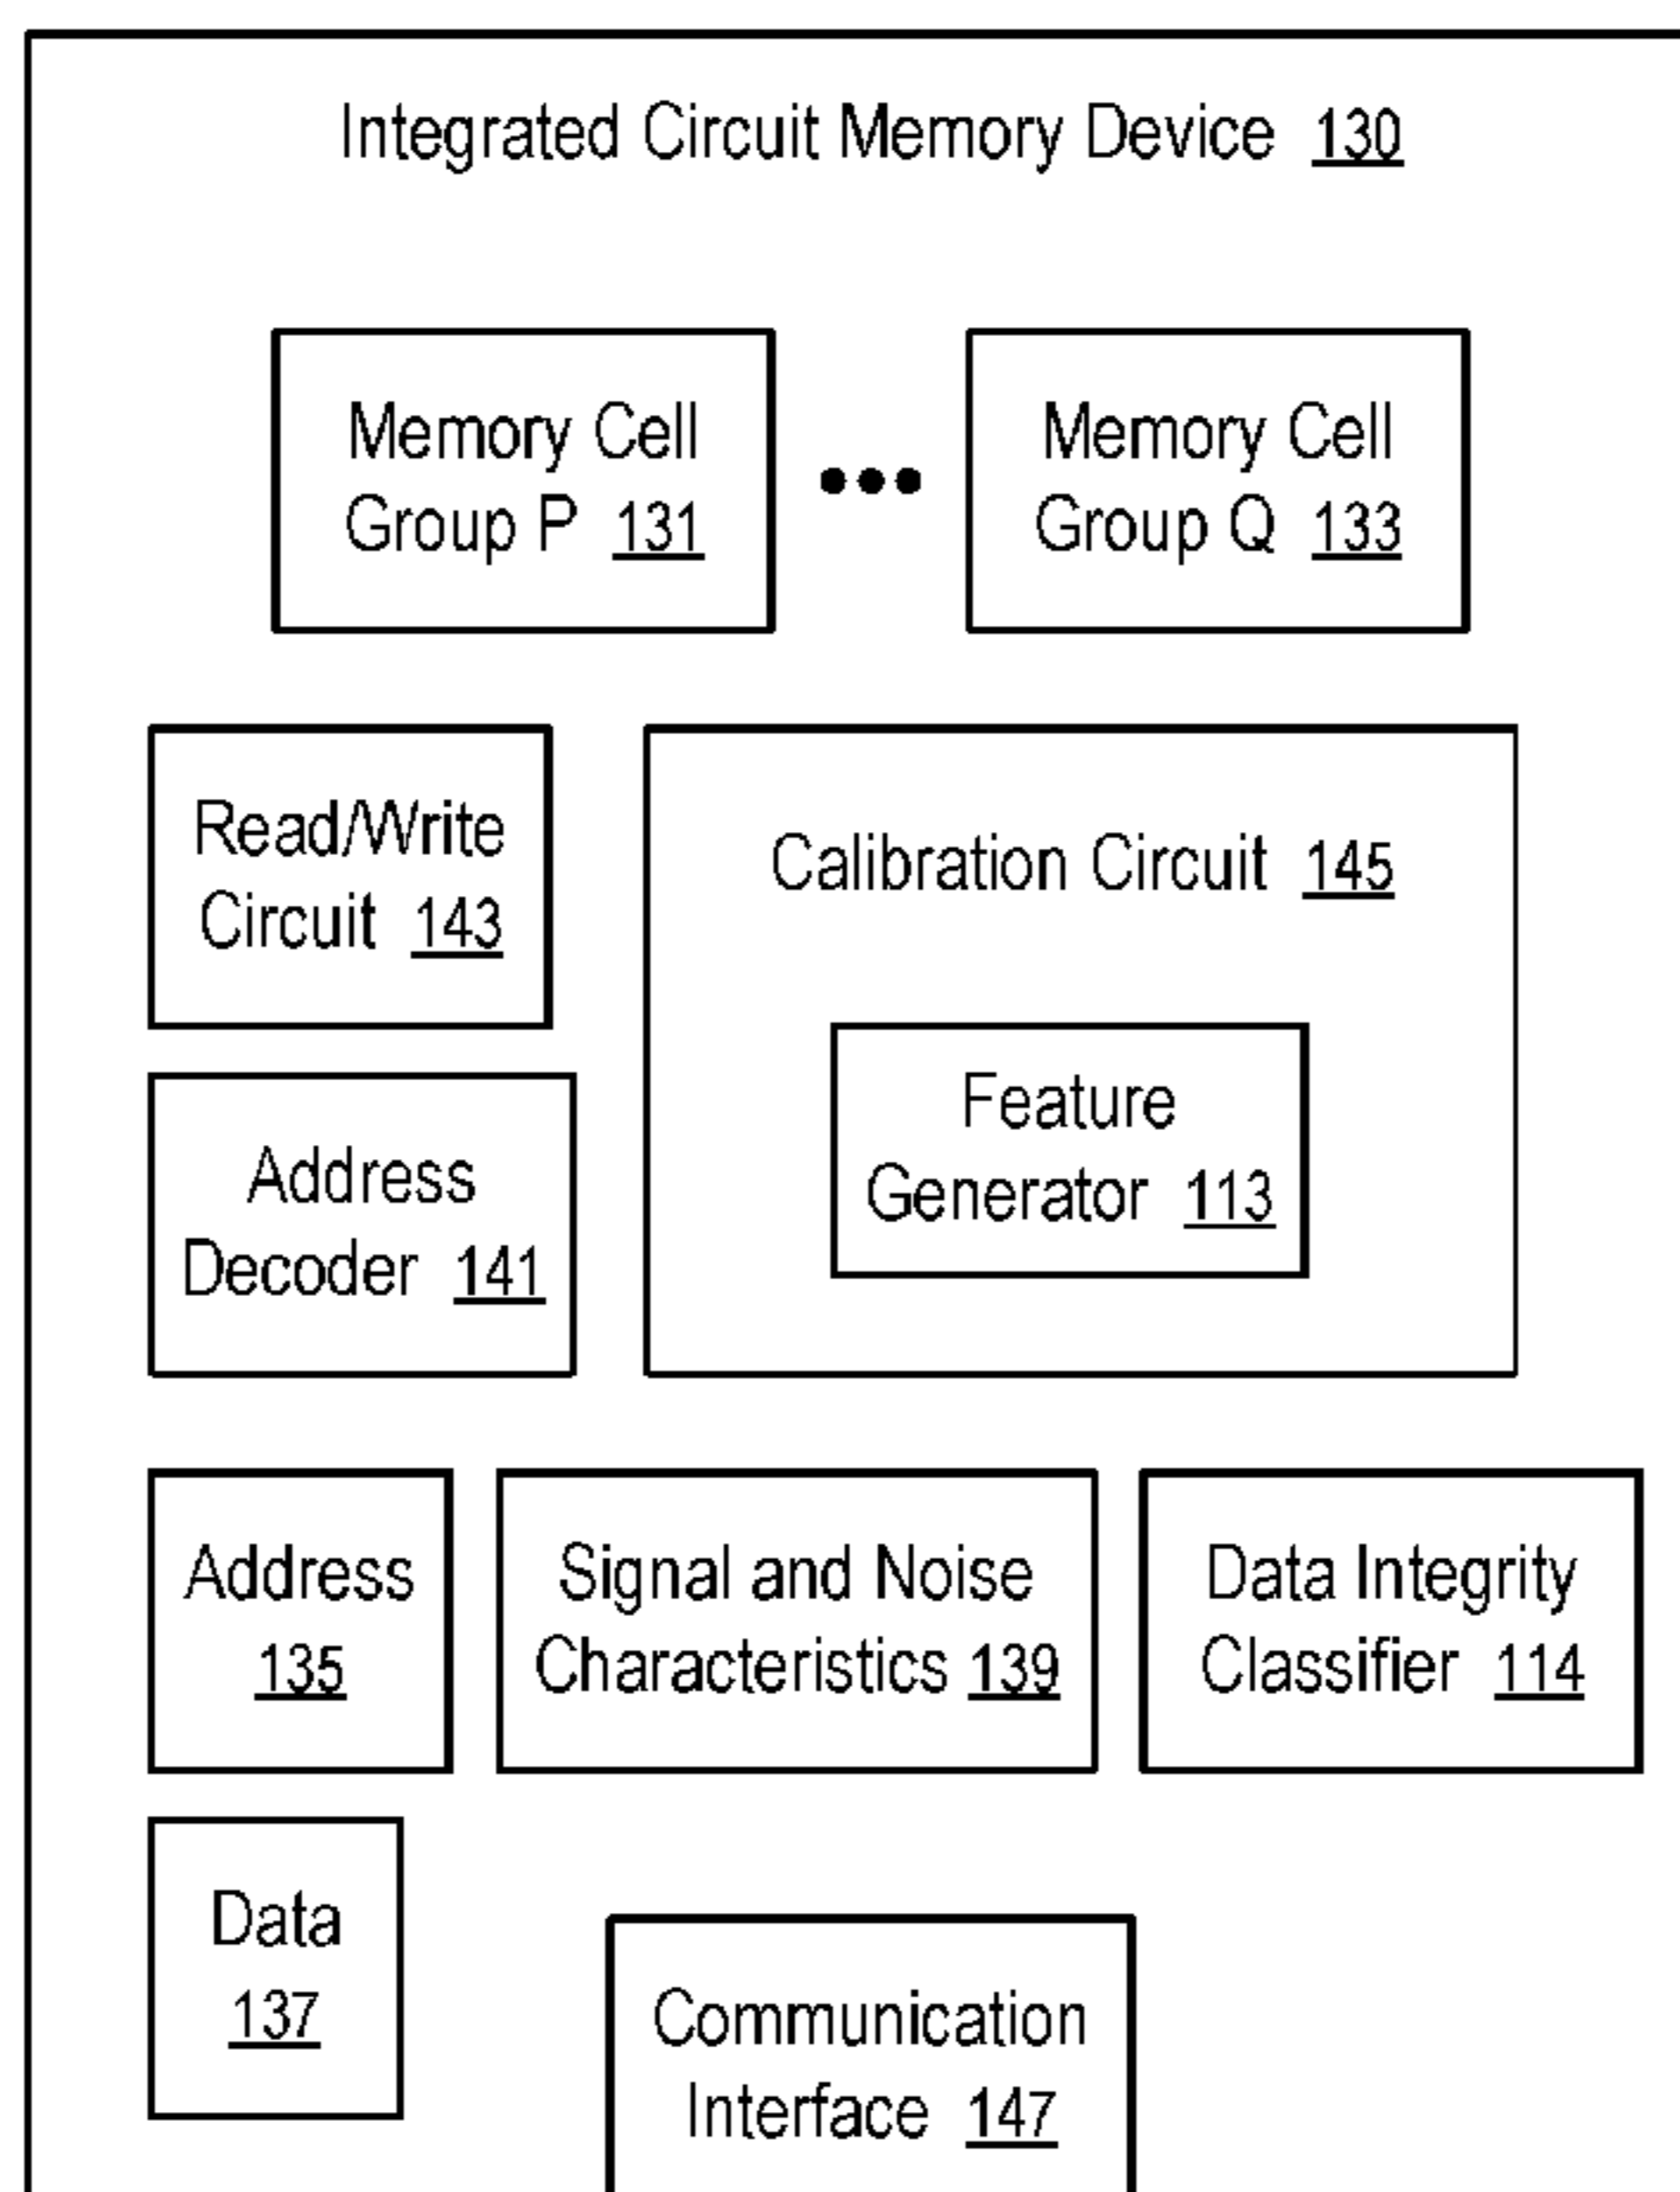 Integrated Circuit Memory Device 130
Memory Cell
Group P 131
Memory Cell
Group Q 133
Read/Write
Circuit 143
Calibration Circuit 145
Feature
Generator 113
Address
Decoder 141
Address
135
Signal and Noise
Characteristics 139
Data Integrity
Classifier 114
Data
137
Communication
Interface 147